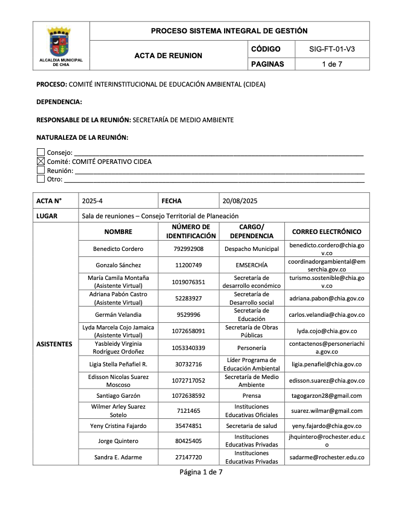 PROCESO SISTEMA INTEGRAL DE GESTIÓN
ALCALDIA MUNICIPAL
DE CHIA
ACTA DE REUNION
CÓDIGO
SIG-FT-01-V3
PAGINAS
1 de 7
PROCESO: COMITÉ INTERINSTITUCIONAL DE EDUCACIÓN AMBIENTAL (CIDEA)
DEPENDENCIA:
RESPONSABLE DE LA REUNIÓN: SECRETARÍA DE MEDIO AMBIENTE
NATURALEZA DE LA REUNIÓN:
Consejo:
Comité: COMITÉ OPERATIVO CIDEA
Reunión:
Otro:
ACTA N° 2025-4 FECHA 20/08/2025
LUGAR Sala de reuniones – Consejo Territorial de Planeación
ASISTENTES
NOMBRE NÚMERO DE IDENTIFICACIÓN CARGO/ DEPENDENCIA CORREO ELECTRÓNICO
Benedicto Cordero 792992908 Despacho Municipal benedicto.cordero@chia.gov.co
Gonzalo Sánchez 11200749 EMSERCHÍA coordinadorgambiental@emserchia.gov.co
María Camila Montaña (Asistente Virtual) 1019076351 Secretaría de desarrollo económico turismo.sostenible@chia.gov.co
Adriana Pabón Castro (Asistente Virtual) 52283927 Secretaría de Desarrollo social adriana.pabon@chia.gov.co
Germán Velandia 9529996 Secretaría de Educación carlos.velandia@chia.gov.co
Lyda Marcela Cojo Jamaica (Asistente Virtual) 1072658091 Secretaría de Obras Públicas lyda.cojo@chia.gov.co
Yasbleidy Virginia Rodríguez Ordoñez 1053340339 Personería contactenos@personeriachia.gov.co
Ligia Stella Peñafiel R. 30732716 Líder Programa de Educación Ambiental ligia.penafiel@chia.gov.co
Edisson Nicolas Suarez Moscoso 1072717052 Secretaría de Medio Ambiente edisson.suarez@chia.gov.co
Santiago Garzón 1072638592 Prensa tagogarzon28@gmail.com
Wilmer Arley Suarez Sotelo 7121465 Instituciones Educativas Oficiales suarez.wilmar@gmail.com
Yeny Cristina Fajardo 35474851 Secretaria de salud yeny.fajardo@chia.gov.co
Jorge Quintero 80425405 Instituciones Educativas Privadas jhquintero@rochester.edu.co
Sandra E. Adarme 27147720 Instituciones Educativas Privadas sadarme@rochester.edu.co
Página 1 de 7